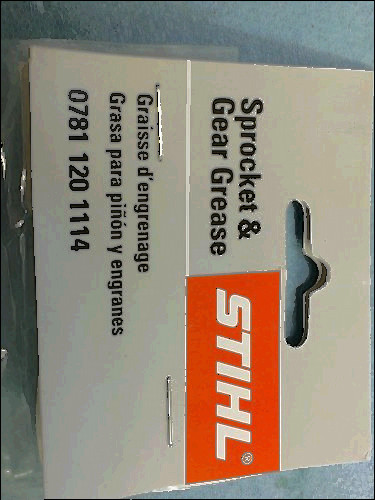 STIHL®
Sprocket &
Gear Grease
Graisse d'engrenage
Grasa para piñón y engranes
0781 120 1114